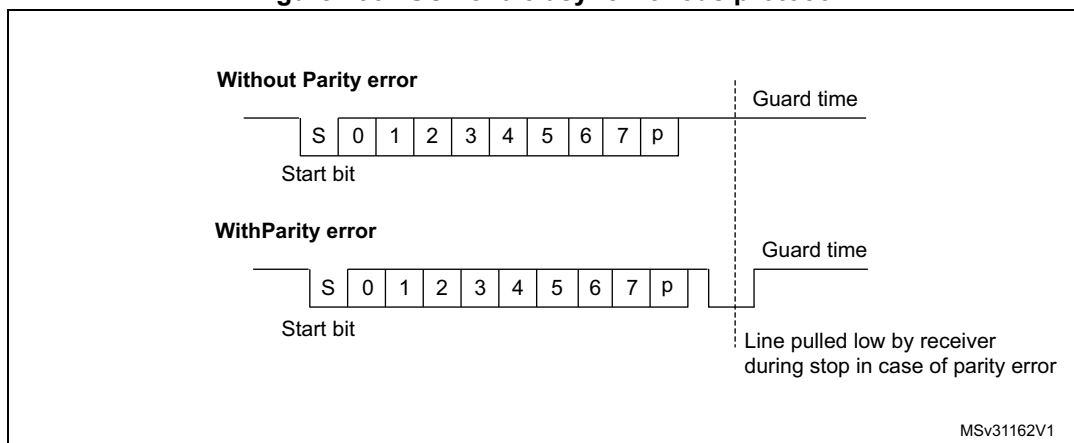 Without Parity error
Guard time
S 0 1 2 3 4 5 6 7 p
Start bit
WithParity error
Guard time
S 0 1 2 3 4 5 6 7 p
Start bit
Line pulled low by receiver
during stop in case of parity error
MSv31162V1